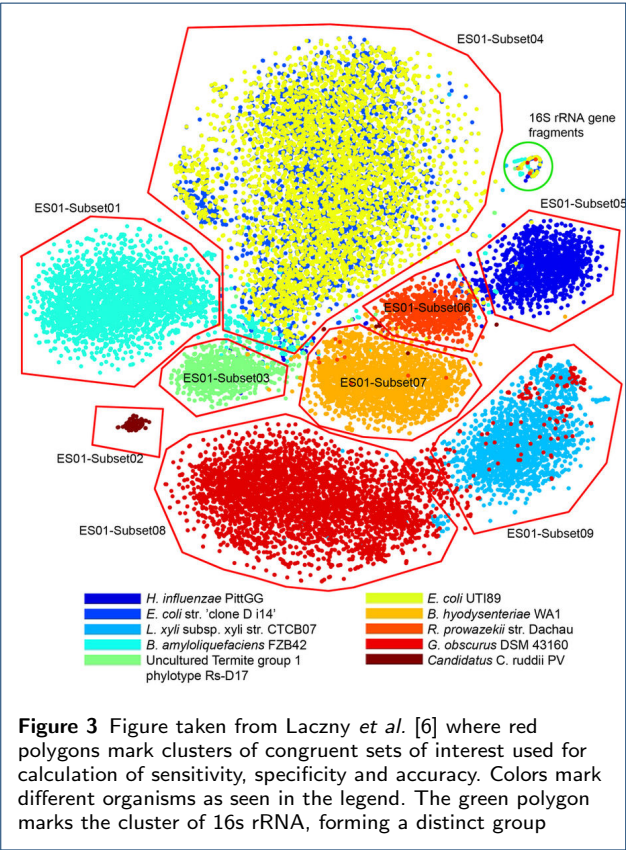 ES01-Subset04
16S rRNA gene
fragments
ES01-Subset05
ES01-Subset01
ES01-Subset06
ES01-Subset03
ES01-Subset07
ES01-Subset02
ES01-Subset08
ES01-Subset09
H. influenzae PittGG
E. coli str. 'clone D i14'
L. xyli subsp. xyli str. CTCB07
B. amyloliquefaciens FZB42
Uncultured Termite group 1
phylotype Rs-D17
E. coli UTI89
B. hyodysenteriae WA1
R. prowazekii str. Dachau
G. obscurus DSM 43160
Candidatus C. ruddii PV
Figure 3 Figure taken from Laczny et al. [6] where red
polygons mark clusters of congruent sets of interest used for
calculation of sensitivity, specificity and accuracy. Colors mark
different organisms as seen in the legend. The green polygon
marks the cluster of 16s rRNA, forming a distinct group